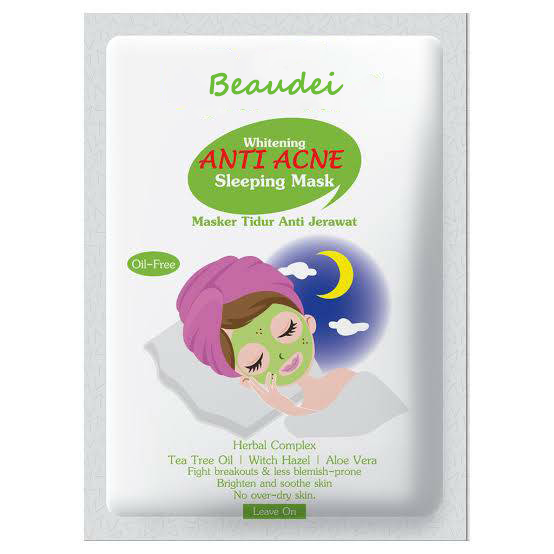 Beaudei
Whitening
ANTI ACNE
Sleeping Mask
Masker Tidur Anti Jerawat
Oil-Free
Herbal Complex
Tea Tree Oil | Witch Hazel | Aloe Vera
Fight breakouts & less blemish-prone
Brighten and soothe skin
No over-dry skin.
Leave On